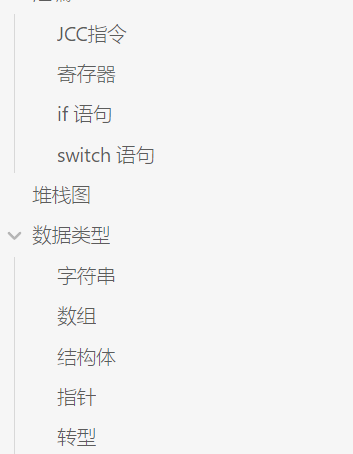 JCC指令
寄存器
if 语句
switch 语句
堆栈图
数据类型
字符串
数组
结构体
指针
转型